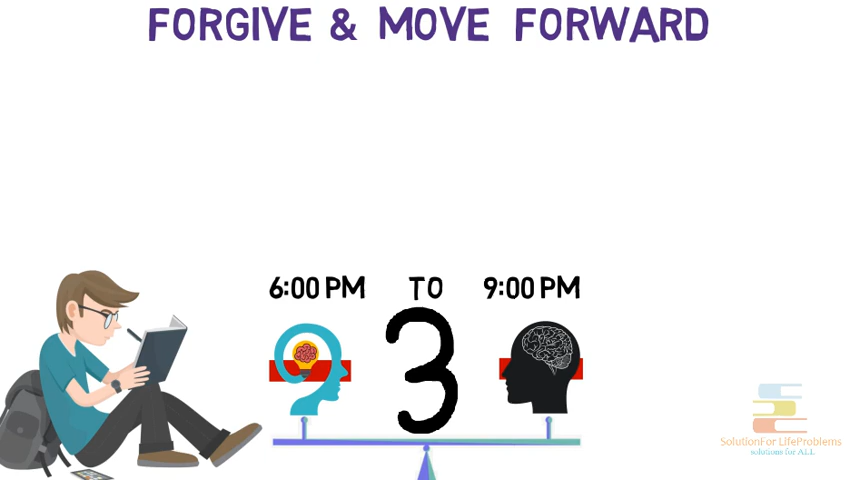 FORGIVE & MOVE FORWARD
6:00 PM TO 9:00 PM
3
SolutionFor LifeProblems
solutions for ALL